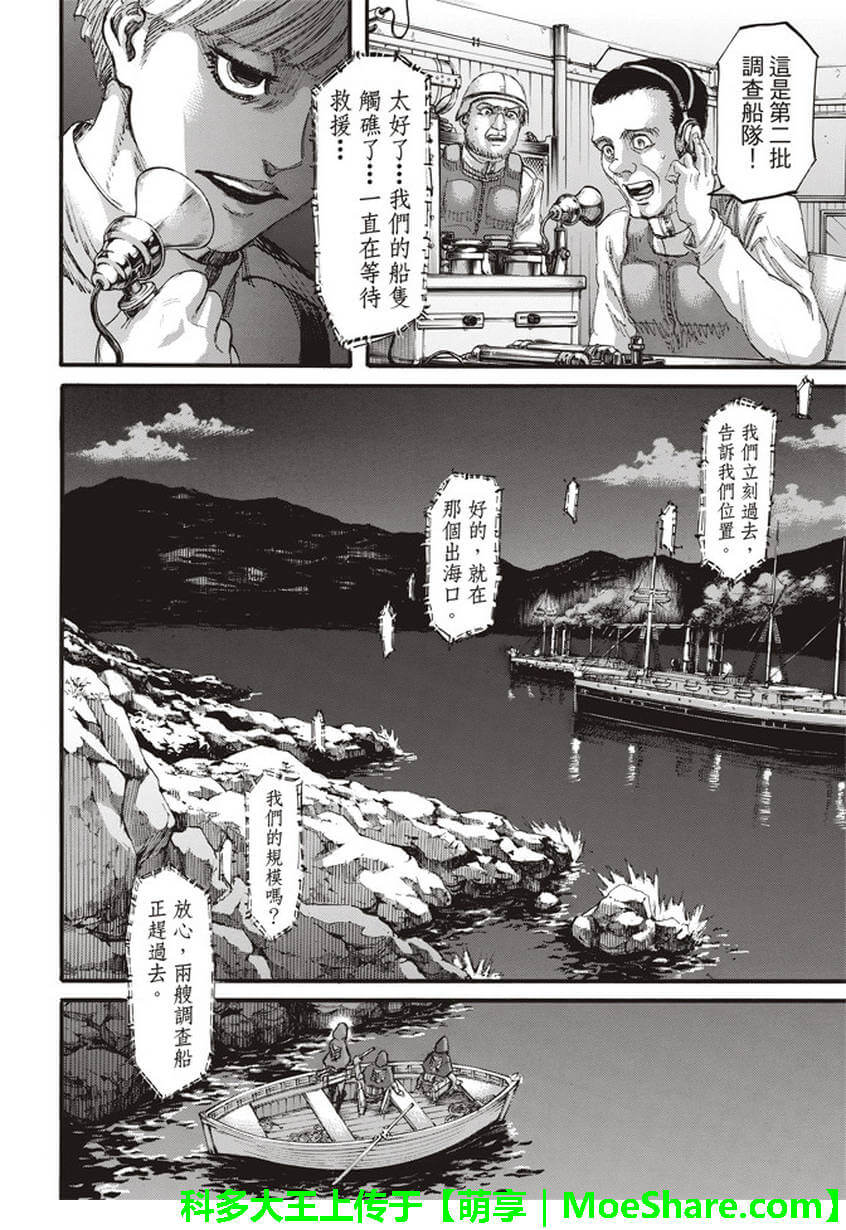 這是第二批
調查船隊！
太好了…我們的船隻
觸礁了…一直在等待
救援…
我們立刻過去，
告訴我們位置。
好的，就在
那個出海口。
我們的規模嗎？
放心，兩艘調查船
正趕過去。
科多大王上传于【萌享｜MoeShare.com】